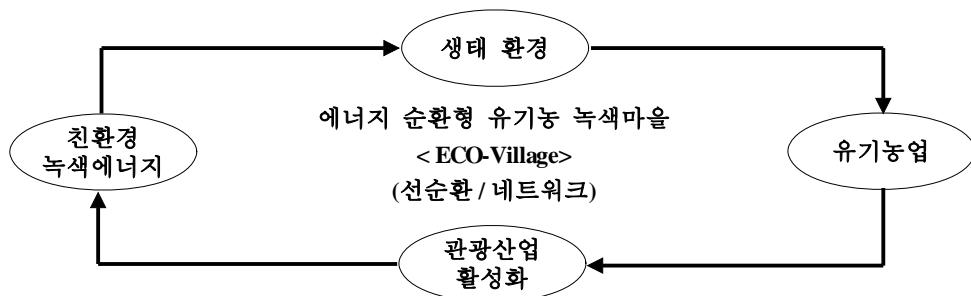 생태 환경
에너지 순환형 유기농 녹색마을
< ECO-Village>
(선순환 / 네트워크)
친환경
녹색에너지
유기농업
관광산업
활성화